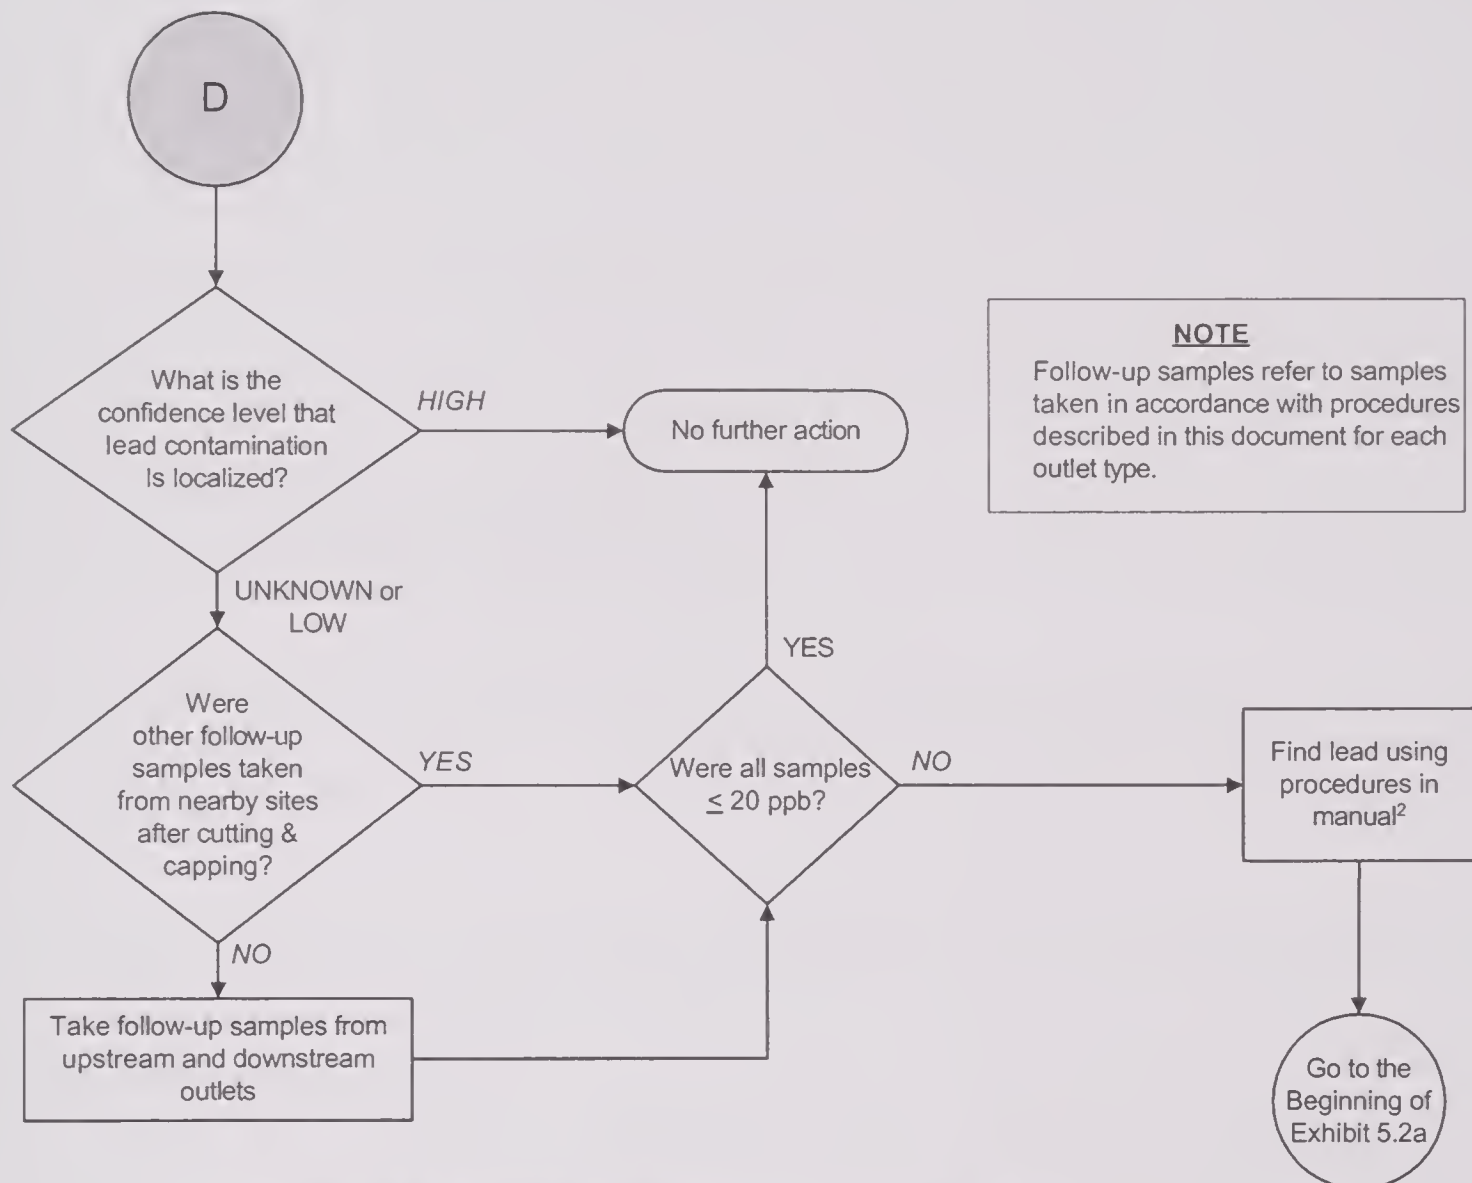 D
What is the
confidence level that
lead contamination
Is localized?
HIGH
No further action
NOTE
Follow-up samples refer to samples
taken in accordance with procedures
described in this document for each
outlet type.
UNKNOWN or
LOW
Were
other follow-up
samples taken
from nearby sites
after cutting &
capping?
YES
YES
Were all samples
≤ 20 ppb?
NO
Find lead using
procedures in
manual²
NO
Take follow-up samples from
upstream and downstream
outlets
Go to the
Beginning of
Exhibit 5.2a